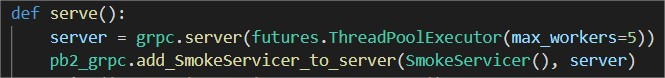 def serve():
    server = grpc.server(futures.ThreadPoolExecutor(max_workers=5))
    pb2_grpc.add_SmokeServicer_to_server(SmokeServicer(), server)